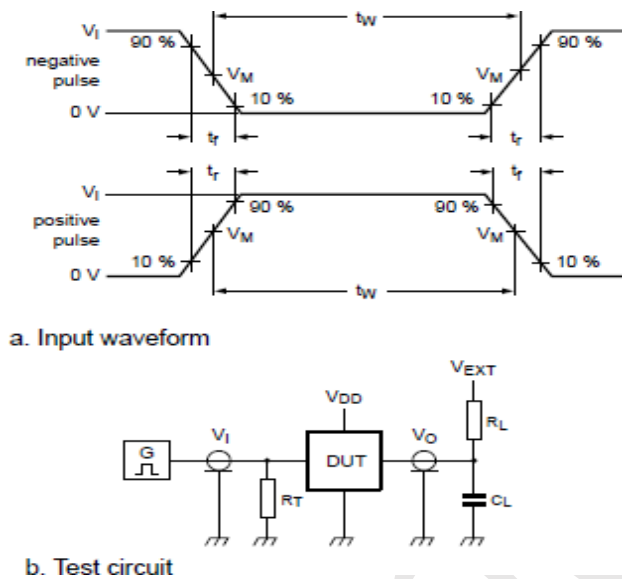 tW
VI
90 %
90 %
negative
pulse
VM
VM
10 %
10 %
0 V
tf
tr
tr
tf
VI
90 %
90 %
positive
pulse
VM
VM
10 %
10 %
0 V
tW
a. Input waveform
VEXT
VDD
RL
G
VI
DUT
VO
RT
CL
b. Test circuit